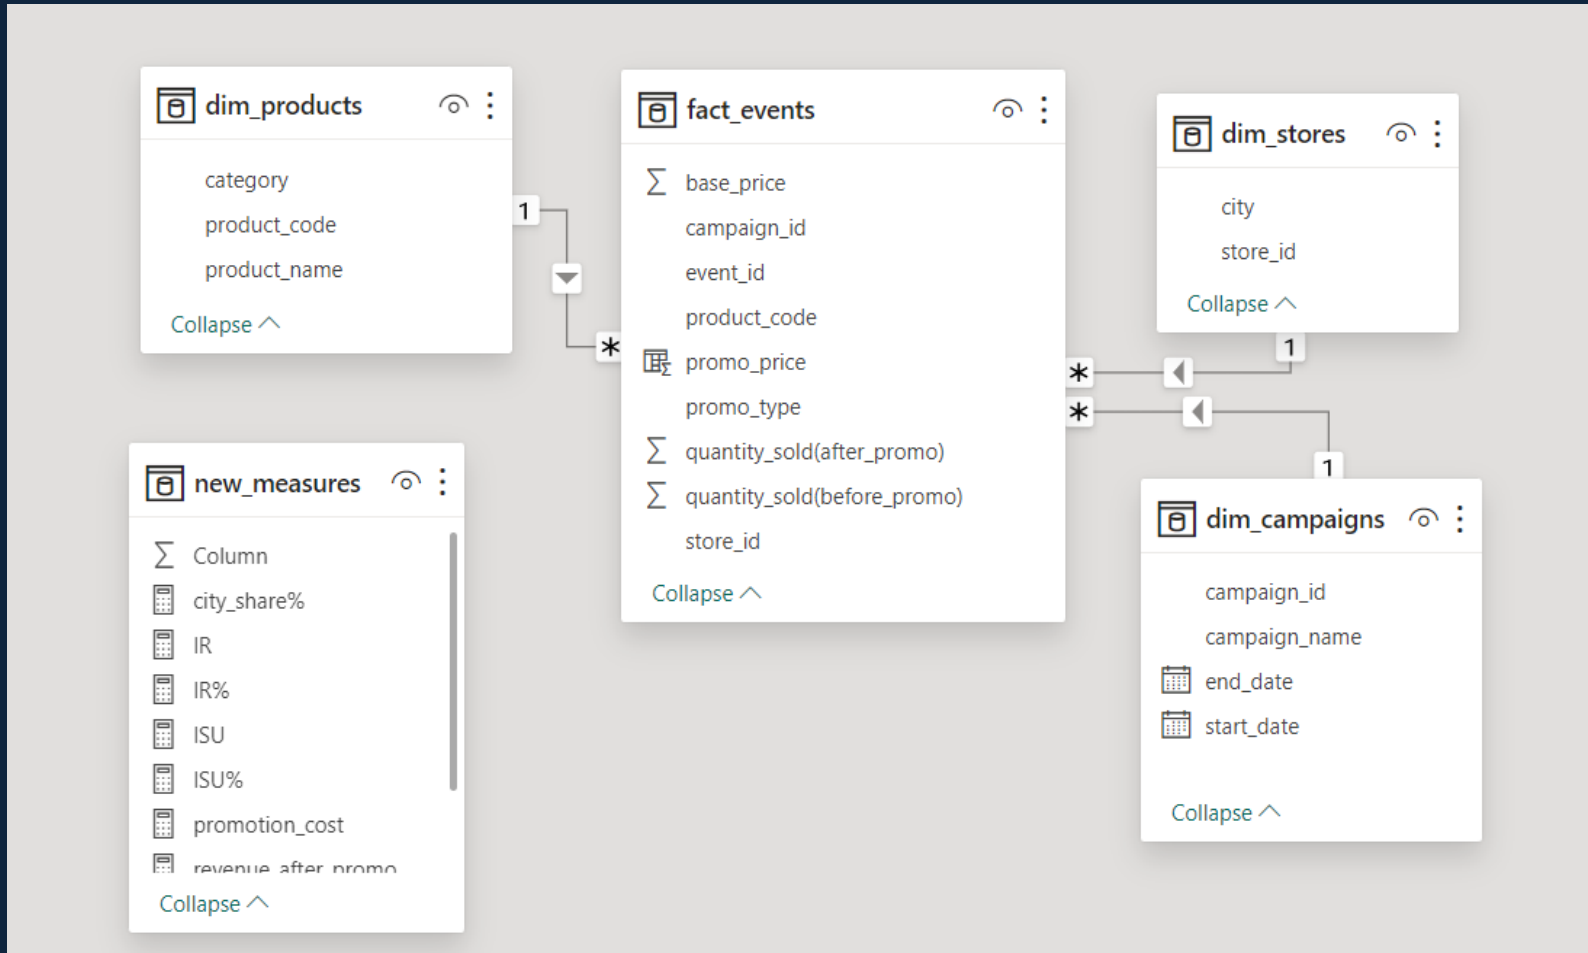 dim_products
category
product_code
product_name
Collapse
1
*
fact_events
base_price
campaign_id
event_id
product_code
promo_price
promo_type
quantity_sold(after_promo)
quantity_sold(before_promo)
store_id
Collapse
dim_stores
city
store_id
Collapse
1
*
*
1
new_measures
Column
city_share%
IR
IR%
ISU
ISU%
promotion_cost
revenue_after_promo
Collapse
dim_campaigns
campaign_id
campaign_name
end_date
start_date
Collapse